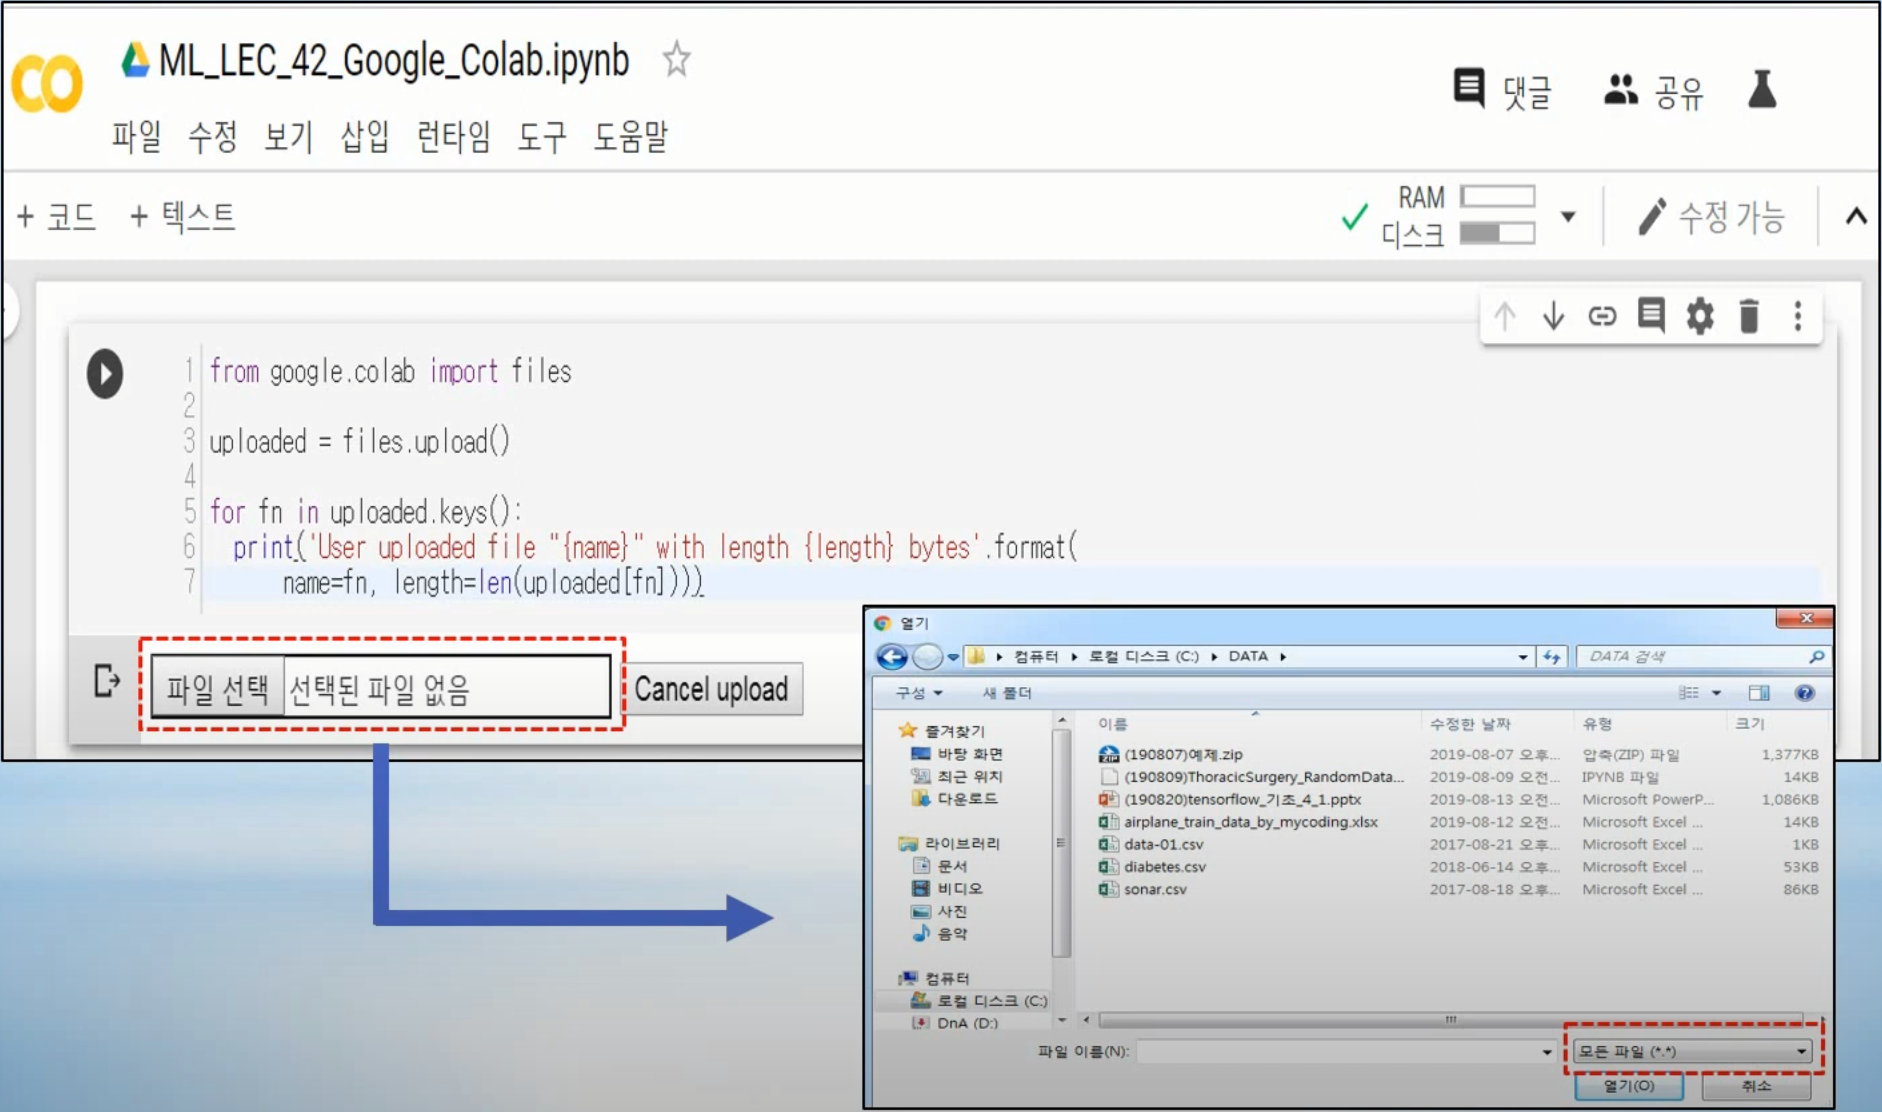 ML_LEC_42_Google_Colab.ipynb
댓글 공유
파일 수정 보기 삽입 런타임 도구 도움말
+ 코드 + 텍스트
RAM
디스크
수정 가능
1 from google.colab import files
2
3 uploaded = files.upload()
4
5 for fn in uploaded.keys():
6 print('User uploaded file "{name}" with length {length} bytes'.format(
7 name=fn, length=len(uploaded[fn])))
파일 선택 선택된 파일 없음 Cancel upload
열기
컴퓨터 로컬 디스크 (C:) DATA DATA 검색
구성 새 폴더
즐겨찾기
바탕 화면
최근 위치
다운로드
라이브러리
문서
비디오
사진
음악
컴퓨터
로컬 디스크 (C:)
DnA (D:)
이름 수정한 날짜 유형 크기
(190807)예제.zip 2019-08-07 오후... 압축(ZIP) 파일 1,377KB
(190809)ThoracicSurgery_RandomData... 2019-08-09 오전... IPYNB 파일 14KB
(190820)tensorflow_기초_4_1.pptx 2019-08-13 오전... Microsoft PowerP... 1,086KB
airplane_train_data_by_mycoding.xlsx 2019-08-12 오전... Microsoft Excel ... 14KB
data-01.csv 2017-08-21 오후... Microsoft Excel ... 1KB
diabetes.csv 2018-06-14 오후... Microsoft Excel ... 53KB
sonar.csv 2017-08-18 오후... Microsoft Excel ... 86KB
파일 이름(N): 모든 파일 (*.*)
열기(O) 취소